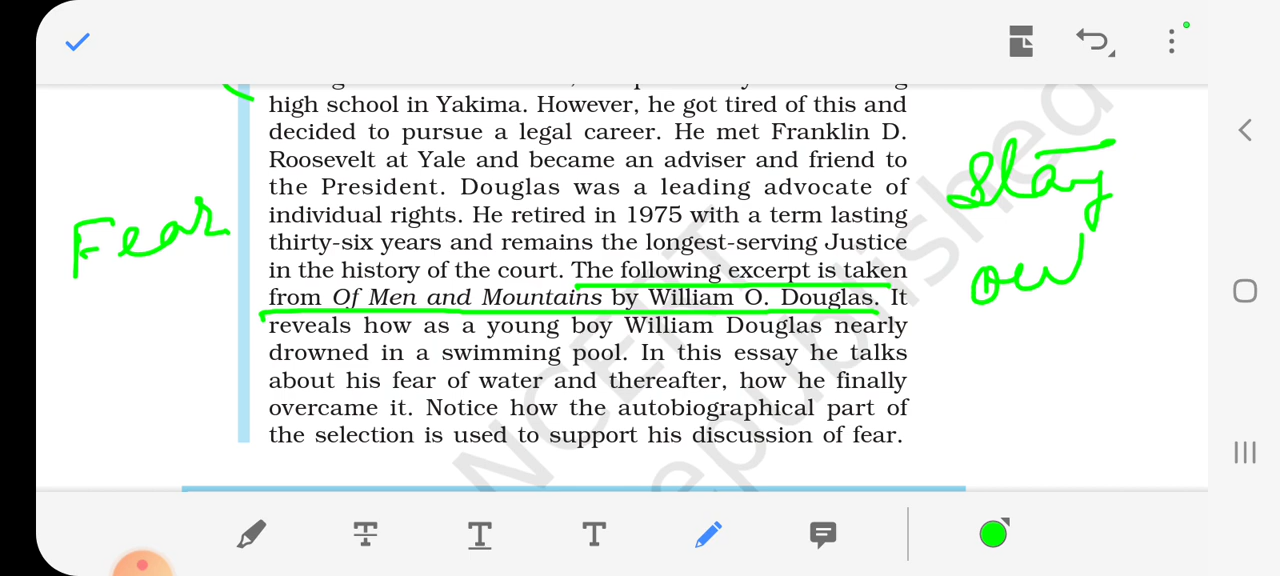 high school in Yakima. However, he got tired of this and
decided to pursue a legal career. He met Franklin D.
Roosevelt at Yale and became an adviser and friend to
the President. Douglas was a leading advocate of
individual rights. He retired in 1975 with a term lasting
thirty-six years and remains the longest-serving Justice
in the history of the court. The following excerpt is taken
from Of Men and Mountains by William O. Douglas. It
reveals how as a young boy William Douglas nearly
drowned in a swimming pool. In this essay he talks
about his fear of water and thereafter, how he finally
overcame it. Notice how the autobiographical part of
the selection is used to support his discussion of fear.
Fear
Stay
NCERT
republished
T
T
T